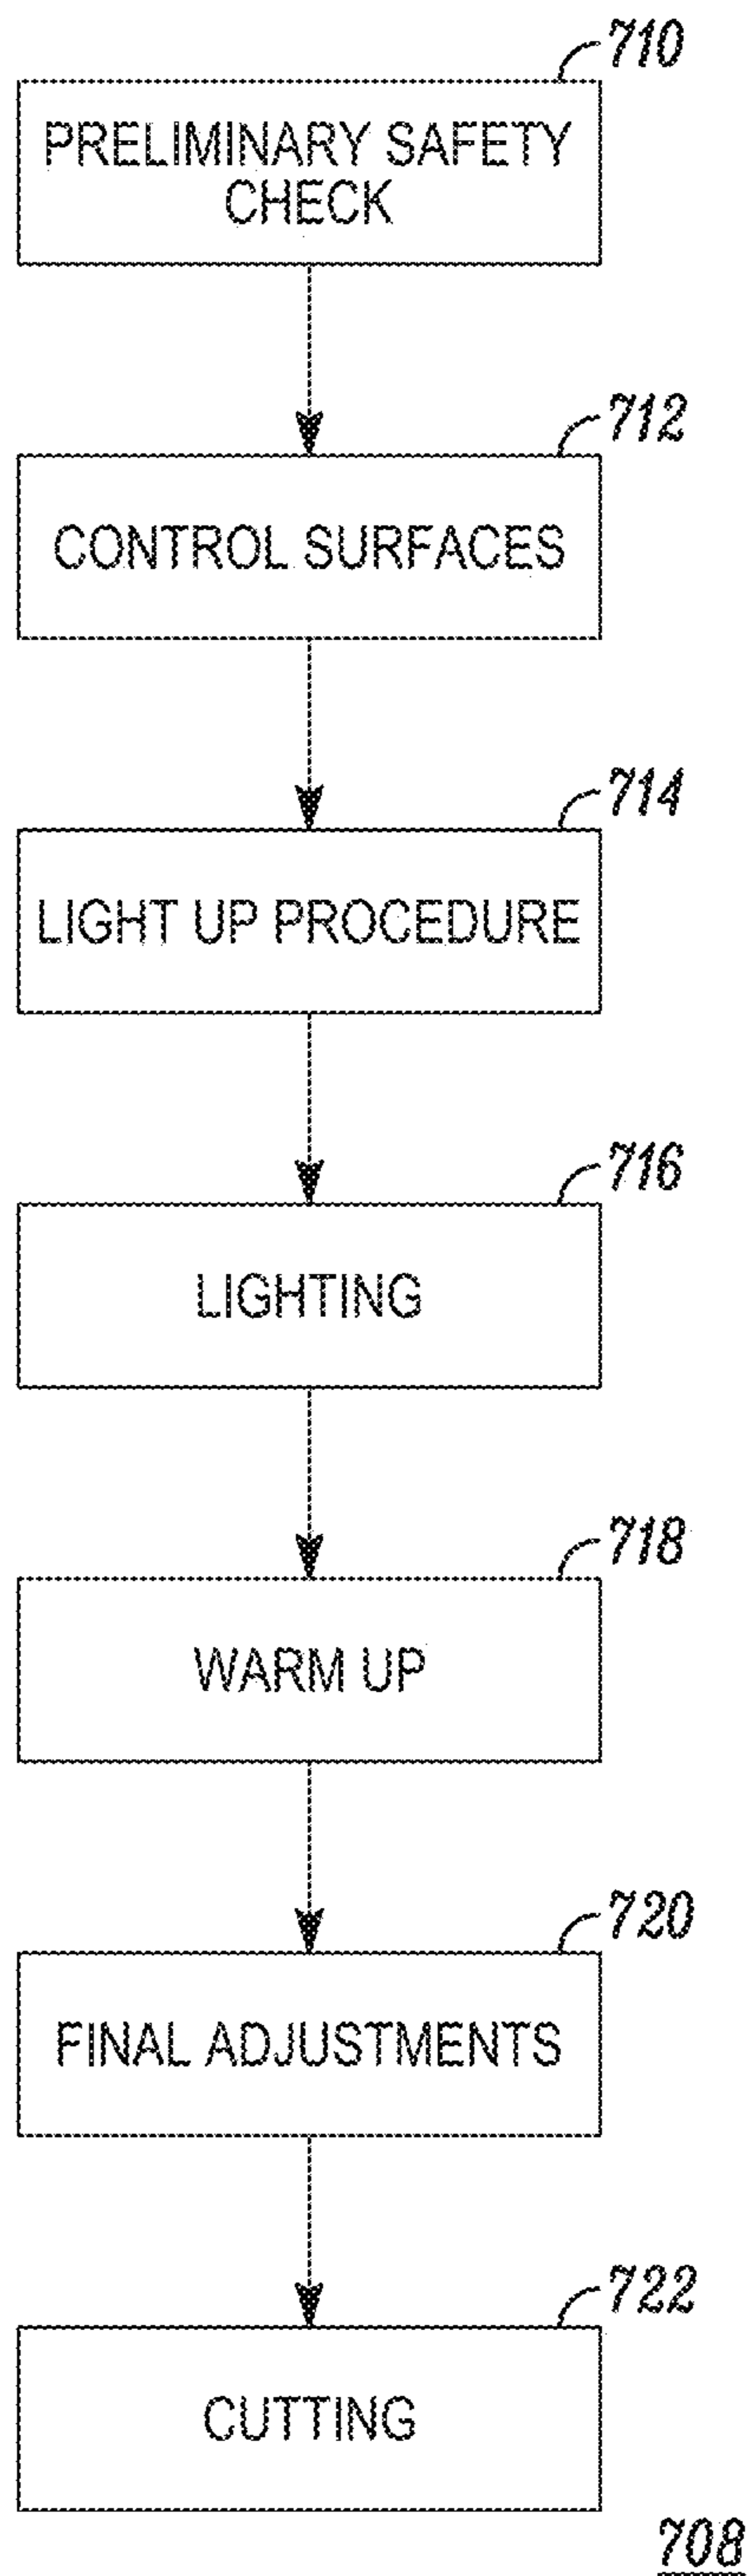 710
PRELIMINARY SAFETY
CHECK
712
CONTROL SURFACES
714
LIGHT UP PROCEDURE
716
LIGHTING
718
WARM UP
720
FINAL ADJUSTMENTS
722
CUTTING
708